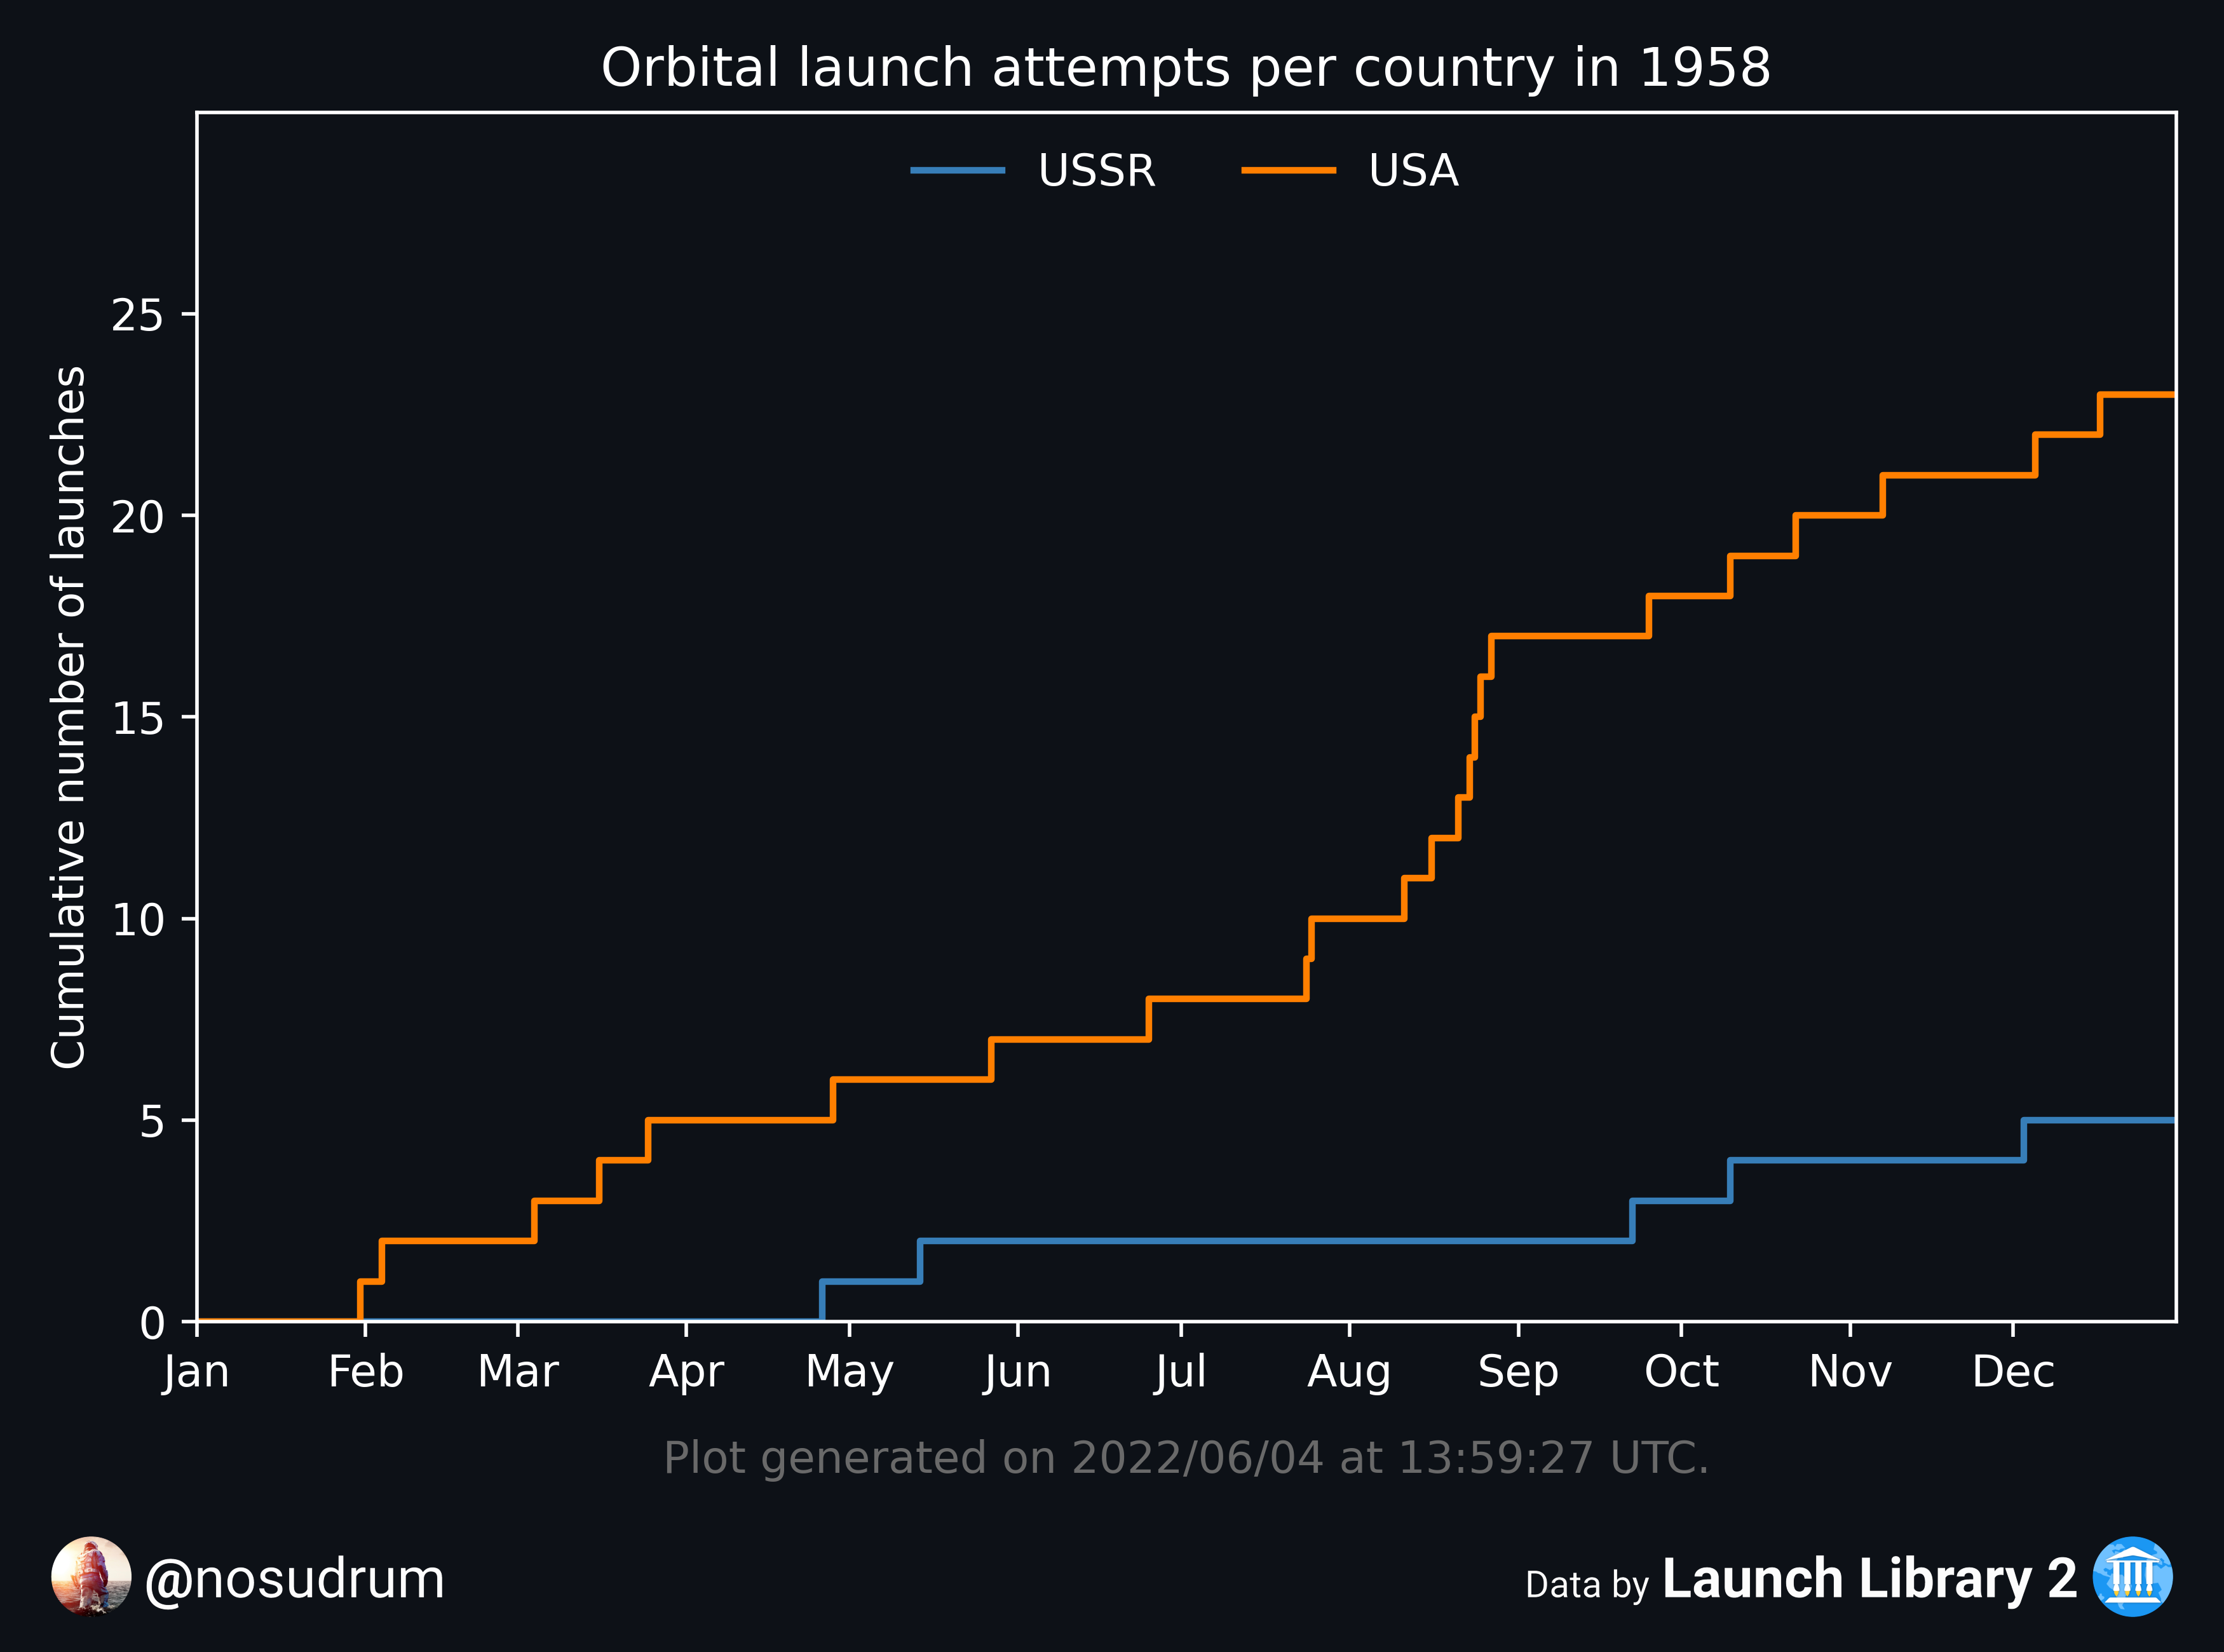 Orbital launch attempts per country in 1958
USSR
USA
Cumulative number of launches
25
20
15
10
5
0
Jan Feb Mar Apr May Jun Jul Aug Sep Oct Nov Dec
Plot generated on 2022/06/04 at 13:59:27 UTC.
@nosudrum
Data by Launch Library 2